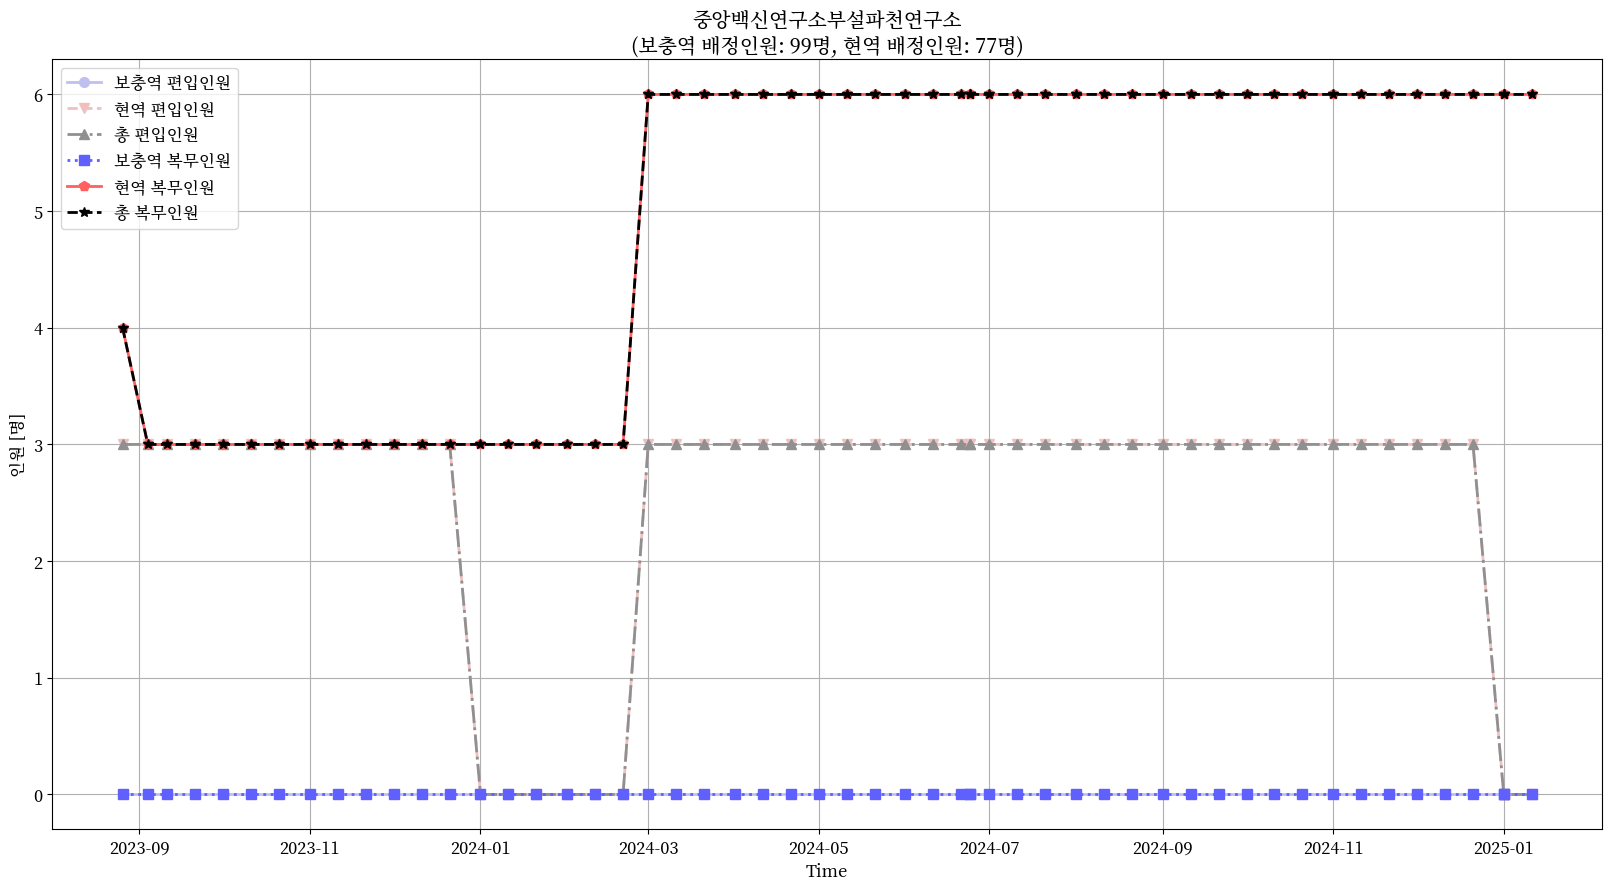 중앙백신연구소부설파천연구소
(보충역 배정인원: 99명, 현역 배정인원: 77명)
보충역 편입인원
현역 편입인원
총 편입인원
보충역 복무인원
현역 복무인원
총 복무인원
인원 [명]
6
5
4
3
2
1
0
2023-09
2023-11
2024-01
2024-03
2024-05
2024-07
2024-09
2024-11
2025-01
Time